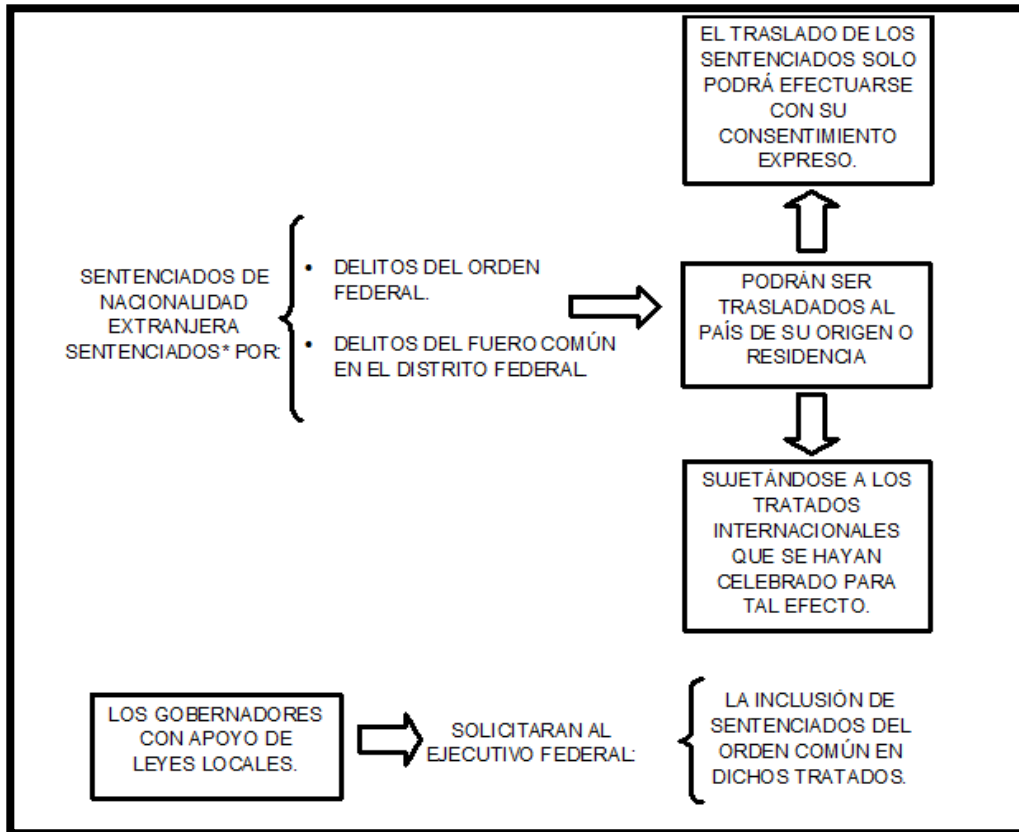 EL TRASLADO DE LOS
SENTENCIADOS SOLO
PODRÁ EFECTUARSE
CON SU
CONSENTIMIENTO
EXPRESO.
SENTENCIADOS DE
NACIONALIDAD
EXTRANJERA
SENTENCIADOS* POR:
• DELITOS DEL ORDEN
FEDERAL.
• DELITOS DEL FUERO COMÚN
EN EL DISTRITO FEDERAL.
PODRÁN SER
TRASLADADOS AL
PAÍS DE SU ORIGEN O
RESIDENCIA
SUJETÁNDOSE A LOS
TRATADOS
INTERNACIONALES
QUE SE HAYAN
CELEBRADO PARA
TAL EFECTO.
LOS GOBERNADORES
CON APOYO DE
LEYES LOCALES.
SOLICITARAN AL
EJECUTIVO FEDERAL:
LA INCLUSIÓN DE
SENTENCIADOS DEL
ORDEN COMÚN EN
DICHOS TRATADOS.